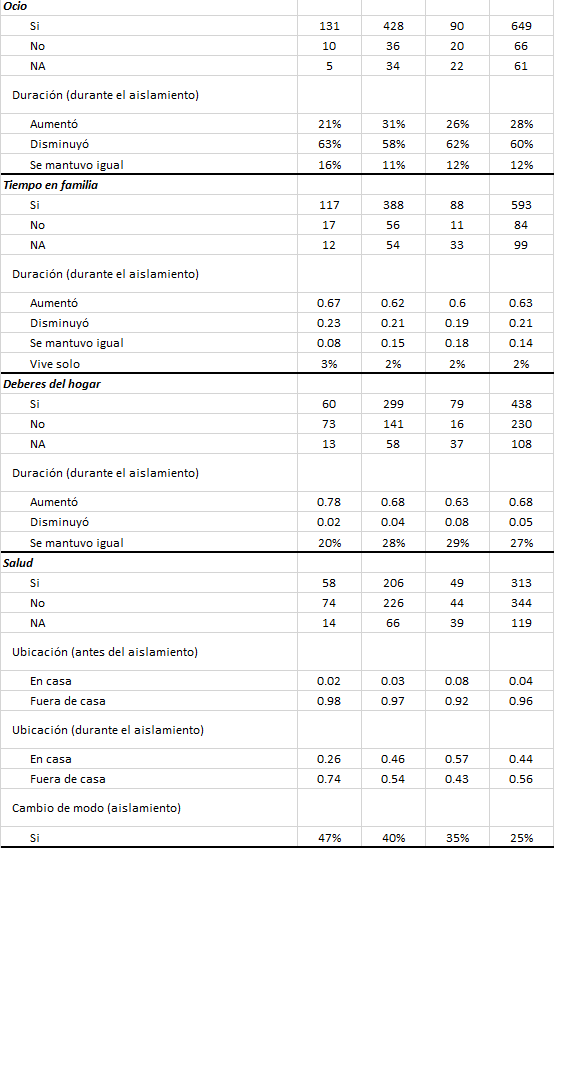 Ocio
Si 131 428 90 649
No 10 36 20 66
NA 5 34 22 61
Duración (durante el aislamiento)
Aumentó 21% 31% 26% 28%
Disminuyó 63% 58% 62% 60%
Se mantuvo igual 16% 11% 12% 12%
Tiempo en familia
Si 117 388 88 593
No 17 56 11 84
NA 12 54 33 99
Duración (durante el aislamiento)
Aumentó 0.67 0.62 0.6 0.63
Disminuyó 0.23 0.21 0.19 0.21
Se mantuvo igual 0.08 0.15 0.18 0.14
Vive solo 3% 2% 2% 2%
Deberes del hogar
Si 60 299 79 438
No 73 141 16 230
NA 13 58 37 108
Duración (durante el aislamiento)
Aumentó 0.78 0.68 0.63 0.68
Disminuyó 0.02 0.04 0.08 0.05
Se mantuvo igual 20% 28% 29% 27%
Salud
Si 58 206 49 313
No 74 226 44 344
NA 14 66 39 119
Ubicación (antes del aislamiento)
En casa 0.02 0.03 0.08 0.04
Fuera de casa 0.98 0.97 0.92 0.96
Ubicación (durante el aislamiento)
En casa 0.26 0.46 0.57 0.44
Fuera de casa 0.74 0.54 0.43 0.56
Cambio de modo (aislamiento)
Si 47% 40% 35% 25%